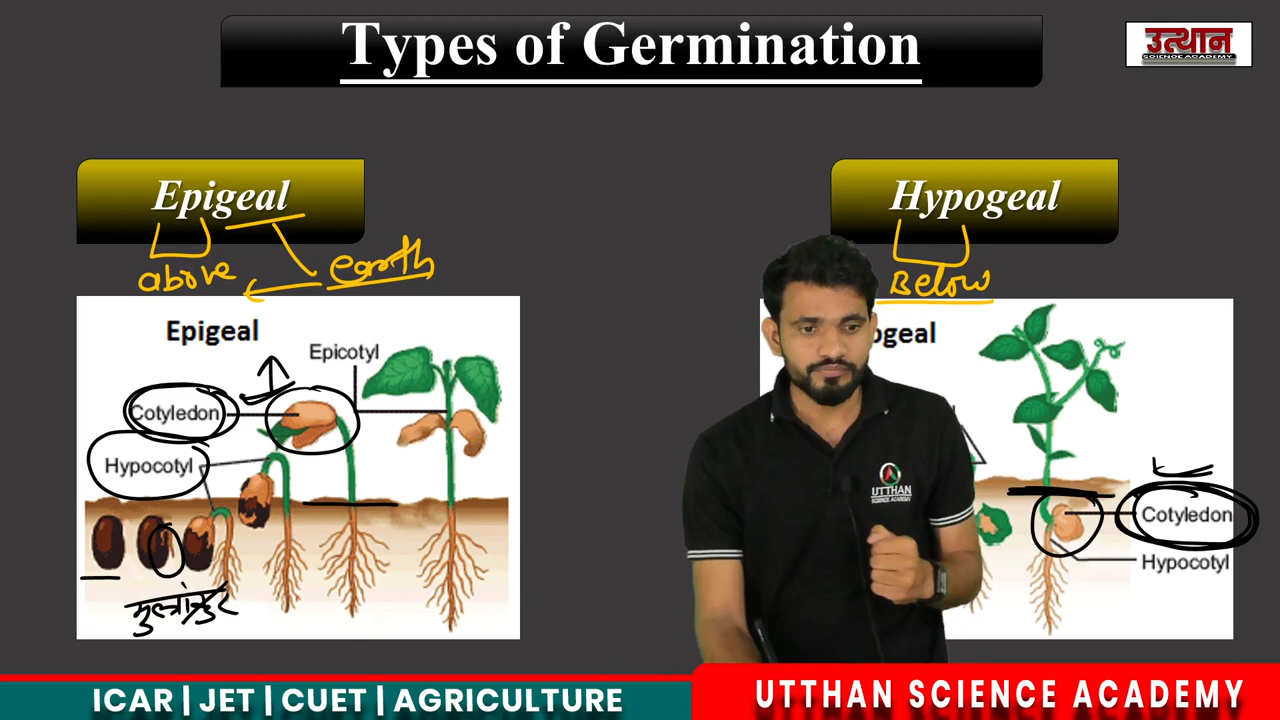 Types of Germination
उत्थान
SCIENCE ACADEMY
Epigeal
Hypogeal
above
earth
Below
Epigeal
ogeal
Epicotyl
Cotyledon
Hypocotyl
मुलांकुर
UTTHAN
SCIENCE ACADEMY
Cotyledon
Hypocotyl
ICAR | JET | CUET | AGRICULTURE
UTTHAN SCIENCE ACADEMY